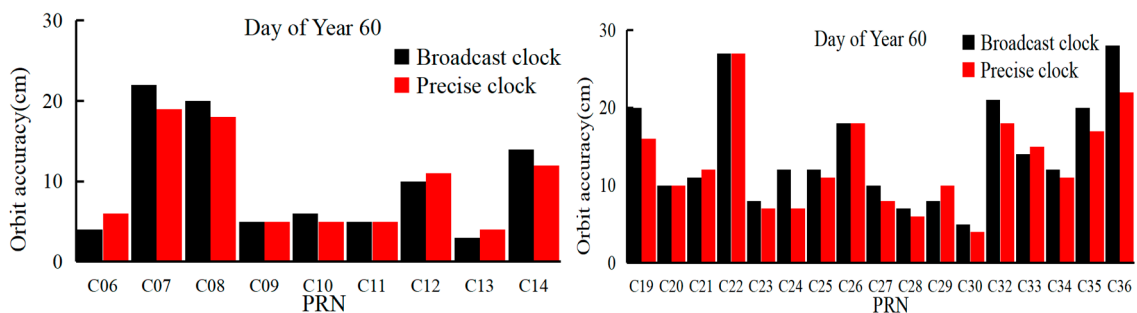 Day of Year 60
Broadcast clock
Precise clock
Orbit accuracy(cm)
30
20
10
0
C06 C07 C08 C09 C10 C11 C12 C13 C14
PRN
Day of Year 60
Broadcast clock
Precise clock
Orbit accuracy(cm)
30
20
10
0
C19 C20 C21 C22 C23 C24 C25 C26 C27 C28 C29 C30 C32 C33 C34 C35 C36
PRN